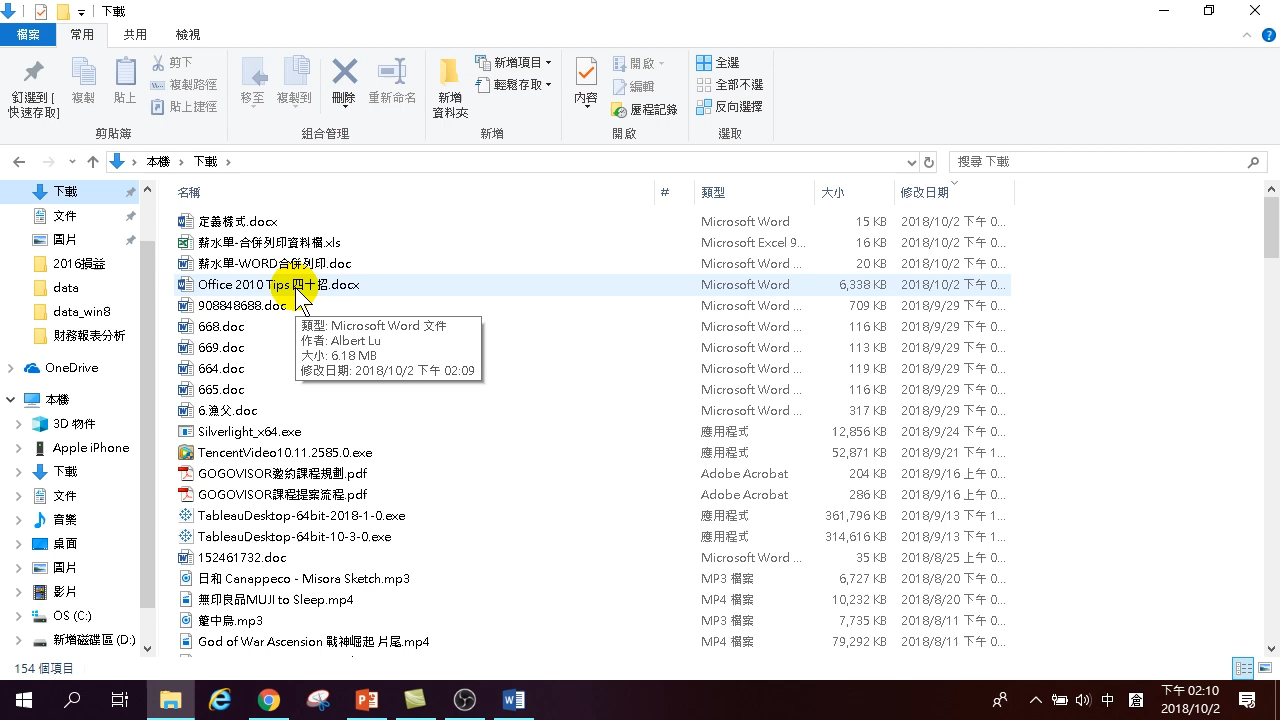 下載
檔案 常用 共用 檢視
釘選到 [快速存取]
複製
貼上
剪下
複製路徑
貼上捷徑
剪貼簿
移至
複製到
刪除
重新命名
組合管理
新增
資料夾
新增項目
輕鬆存取
新增
內容
開啟
編輯
歷程記錄
開啟
全選
全部不選
反向選擇
選取
本機 下載
搜尋 下載
下載
文件
圖片
2016損益
data
data_win8
財務報表分析
OneDrive
本機
3D 物件
Apple iPhone
下載
文件
音樂
桌面
圖片
影片
OS (C:)
新增磁碟區 (D:)
名稱 # 類型 大小 修改日期
定義樣式.docx Microsoft Word 15 KB 2018/10/2 下午 0...
薪水單-合併列印資料檔.xls Microsoft Excel 9... 16 KB 2018/10/2 下午 0...
薪水單-WORD合併列印.doc Microsoft Word ... 20 KB 2018/10/2 下午 0...
Office 2010 Tips 四十招.docx Microsoft Word 6,338 KB 2018/10/2 下午 0...
908848688.doc Microsoft Word ... 709 KB 2018/9/29 下午 0...
668.doc Microsoft Word ... 116 KB 2018/9/29 下午 0...
669.doc Microsoft Word ... 113 KB 2018/9/29 下午 0...
664.doc Microsoft Word ... 119 KB 2018/9/29 下午 0...
665.doc Microsoft Word ... 116 KB 2018/9/29 下午 0...
6.漁父.doc Microsoft Word ... 317 KB 2018/9/29 下午 0...
Silverlight_x64.exe 應用程式 12,856 KB 2018/9/24 下午 0...
TencentVideo10.11.2585.0.exe 應用程式 52,871 KB 2018/9/21 下午 1...
GOGOVISOR邀約課程規劃.pdf Adobe Acrobat 204 KB 2018/9/16 上午 0...
GOGOVISOR課程提案流程.pdf Adobe Acrobat 286 KB 2018/9/16 上午 0...
TableauDesktop-64bit-2018-1-0.exe 應用程式 361,796 KB 2018/9/13 下午 1...
TableauDesktop-64bit-10-3-0.exe 應用程式 314,616 KB 2018/9/13 下午 1...
152461732.doc Microsoft Word ... 35 KB 2018/8/25 上午 0...
日和 Canappeco - Misora Sketch.mp3 MP3 檔案 6,727 KB 2018/8/20 下午 0...
無印良品MUJI to Sleep.mp4 MP4 檔案 10,232 KB 2018/8/20 下午 0...
MP3 檔案 7,735 KB 2018/8/11 下午 0...
God of War Ascension 戰神崛起 片尾.mp4 MP4 檔案 79,292 KB 2018/8/11 下午 0...
類型: Microsoft Word 文件
作者: Albert Lu
大小: 6.18 MB
修改日期: 2018/10/2 下午 02:09
154 個項目
中
下午 02:10
2018/10/2